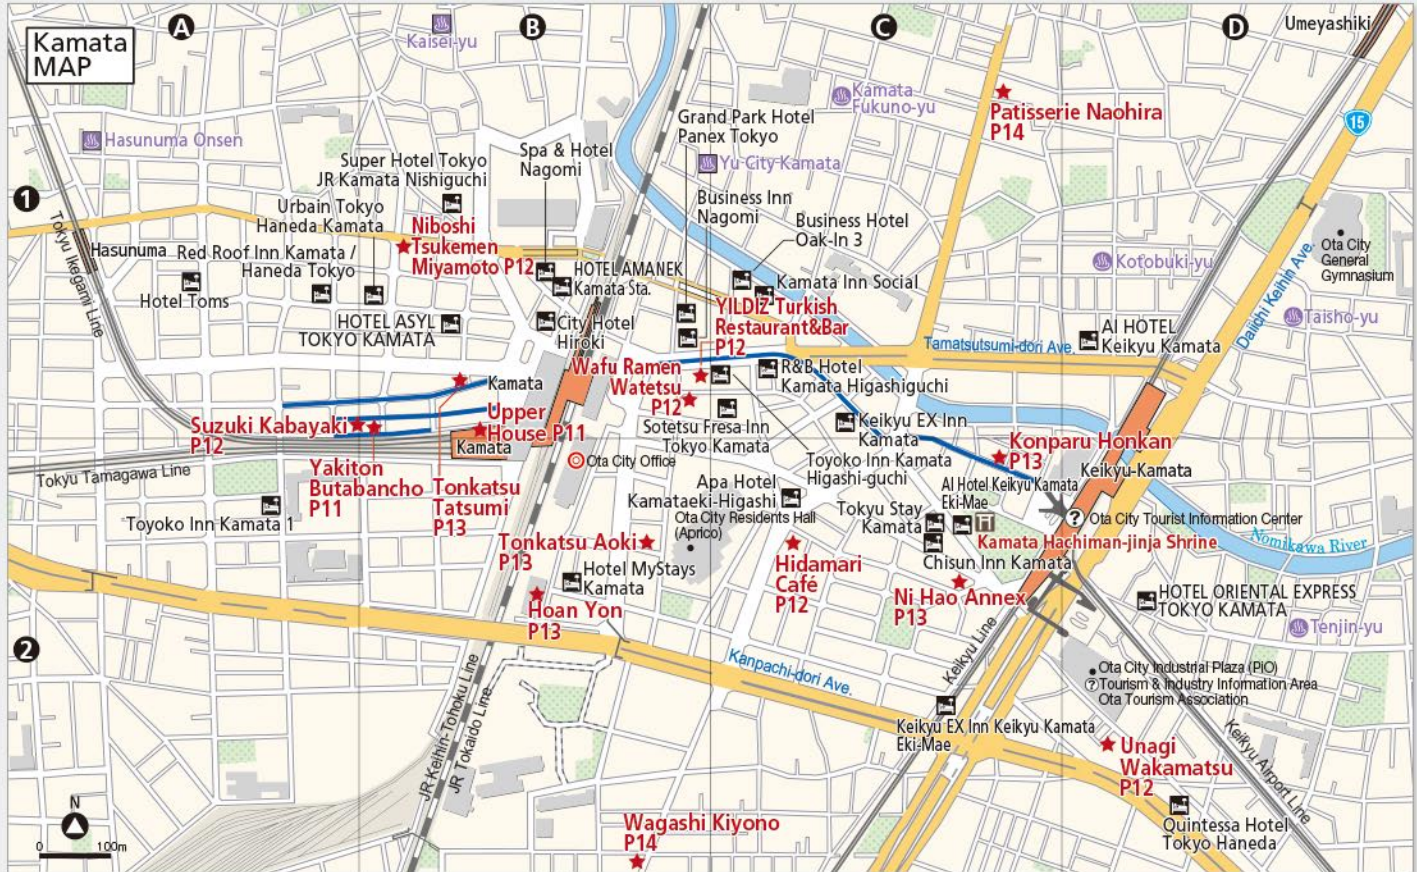 Kamata
MAP
A
B
C
D
1
2
Umeyashiki
Kaisei-yu
Hasunuma Onsen
Kamata
Fukuno-yu
Patisserie Naohira
P14
15
Grand Park Hotel
Panex Tokyo
Yu City Kamata
Super Hotel Tokyo
JR Kamata Nishiguchi
Spa & Hotel
Nagomi
Business Inn
Nagomi
Urbain Tokyo
Haneda Kamata
Business Hotel
Oak-In 3
Niboshi
Tsukemen
Miyamoto P12
Tokyu Ikegami Line
Hasunuma
Red Roof Inn Kamata /
Haneda Tokyo
Hotel Toms
HOTEL AMANEK
Kamata Sta.
Kamata Inn Social
Kotobuki-yu
Ota City
General
Gymnasium
Daiichi Keihin Ave.
Taisho-yu
HOTEL ASYL
TOKYO KAMATA
City Hotel
Hiroki
YILDIZ Turkish
Restaurant&Bar
P12
AI HOTEL
Keikyu Kamata
Tamatsutsumi-dori Ave.
Wafu Ramen
Watetsu
P12
R&B Hotel
Kamata Higashiguchi
Kamata
Suzuki Kabayaki
P12
Upper
House P11
Kamata
Sotetsu Fresa Inn
Tokyo Kamata
Keikyu EX Inn
Kamata
Konparu Honkan
P13
Tokyu Tamagawa Line
Yakiton
Butabancho
P11
Tonkatsu
Tatsumi
P13
Ota City Office
Toyoko Inn Kamata
Higashi-guchi
Keikyu-Kamata
AI Hotel Keikyu Kamata
Eki-Mae
Apa Hotel
Kamataeki-Higashi
Toyoko Inn Kamata 1
Ota City Residents Hall
(Aprico)
Tokyu Stay
Kamata
?
Ota City Tourist Information Center
Kamata Hachiman-jinja Shrine
Nomikawa River
Tonkatsu Aoki
P13
Hidamari
Café
P12
Chisun Inn Kamata
Hotel MyStays
Kamata
Hoan Yon
P13
Ni Hao Annex
P13
HOTEL ORIENTAL EXPRESS
TOKYO KAMATA
Tenjin-yu
Keikyu Line
Kanpachi-dori Ave.
JR Keihin-Tohoku Line
JR Tokaido Line
Ota City Industrial Plaza (PiO)
?Tourism & Industry Information Area
Ota Tourism Association
Keikyu EX Inn Keikyu Kamata
Eki-Mae
Keikyu Airport Line
Unagi
Wakamatsu
P12
Quintessa Hotel
Tokyo Haneda
Wagashi Kiyono
P14
N
0 100m